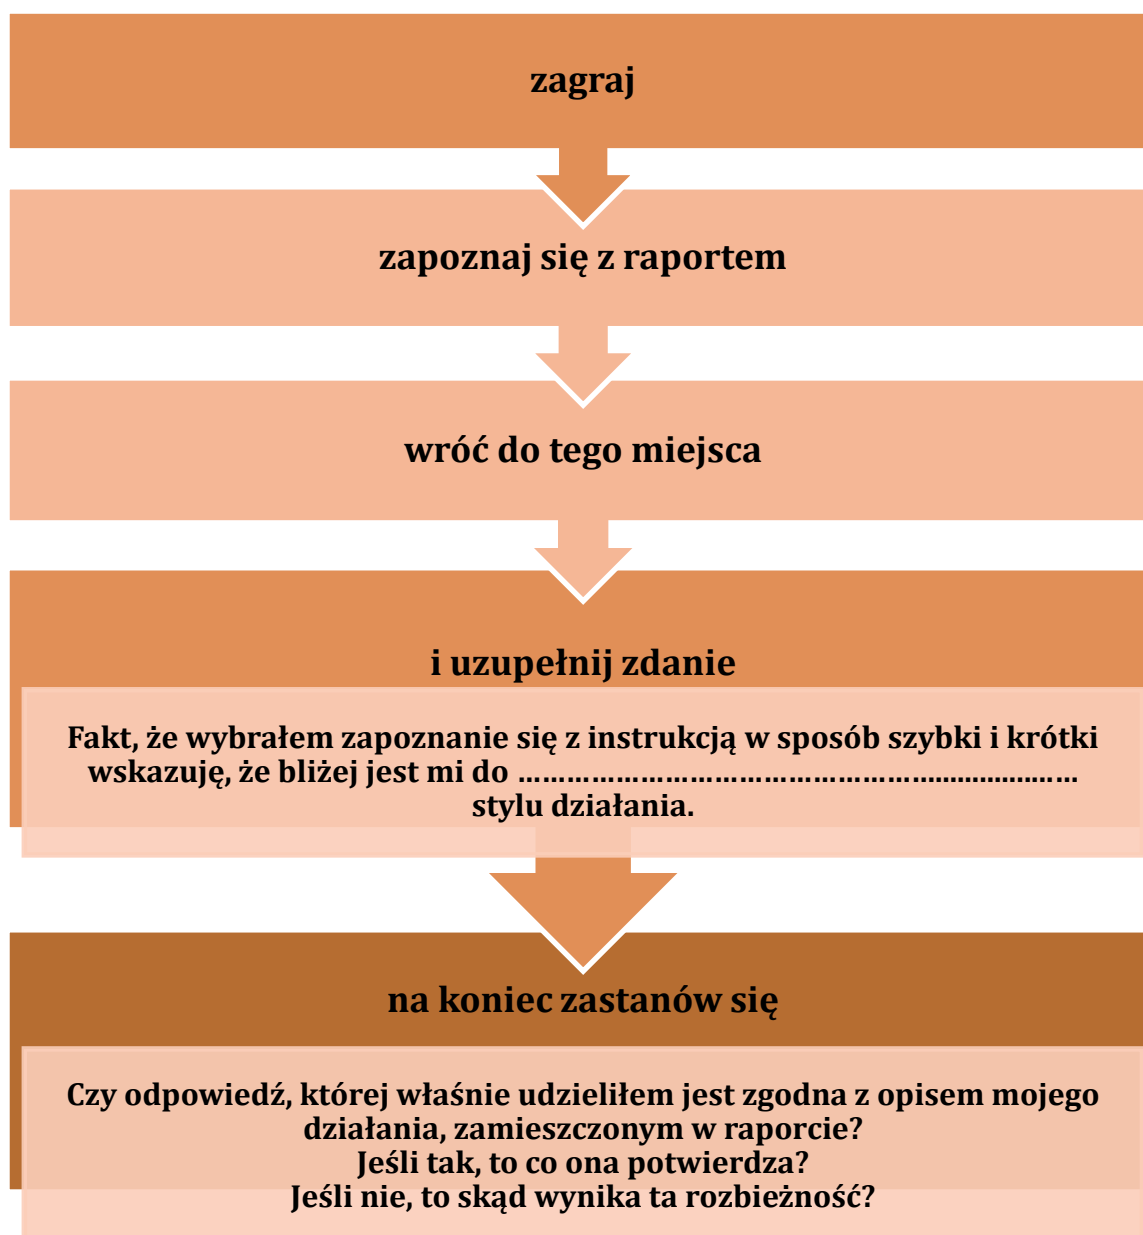 zagraj
zapoznaj się z raportem
wróć do tego miejsca
i uzupełnij zdanie
Fakt, że wybrałem zapoznanie się z instrukcją w sposób szybki i krótki
wskazuję, że bliżej jest mi do ……………………………………………..................……
stylu działania.
na koniec zastanów się
Czy odpowiedź, której właśnie udzieliłem jest zgodna z opisem mojego
działania, zamieszczonym w raporcie?
Jeśli tak, to co ona potwierdza?
Jeśli nie, to skąd wynika ta rozbieżność?